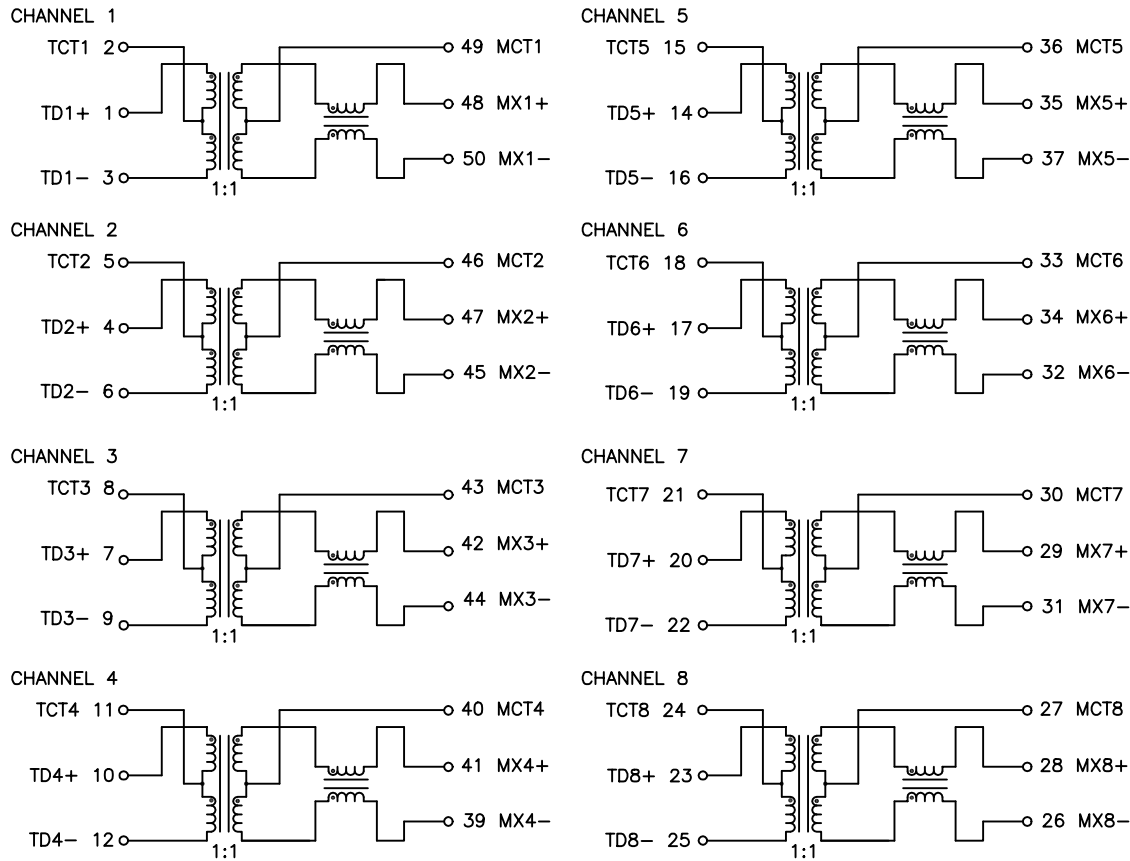 CHANNEL 1
TCT1 2
49 MCT1
TD1+ 1
48 MX1+
50 MX1−
TD1− 3
1:1
CHANNEL 2
TCT2 5
46 MCT2
TD2+ 4
47 MX2+
45 MX2−
TD2− 6
1:1
CHANNEL 3
TCT3 8
43 MCT3
TD3+ 7
42 MX3+
44 MX3−
TD3− 9
1:1
CHANNEL 4
TCT4 11
40 MCT4
TD4+ 10
41 MX4+
39 MX4−
TD4− 12
1:1
CHANNEL 5
TCT5 15
36 MCT5
TD5+ 14
35 MX5+
37 MX5−
TD5− 16
1:1
CHANNEL 6
TCT6 18
33 MCT6
TD6+ 17
34 MX6+
32 MX6−
TD6− 19
1:1
CHANNEL 7
TCT7 21
30 MCT7
TD7+ 20
29 MX7+
31 MX7−
TD7− 22
1:1
CHANNEL 8
TCT8 24
27 MCT8
TD8+ 23
28 MX8+
26 MX8−
TD8− 25
1:1